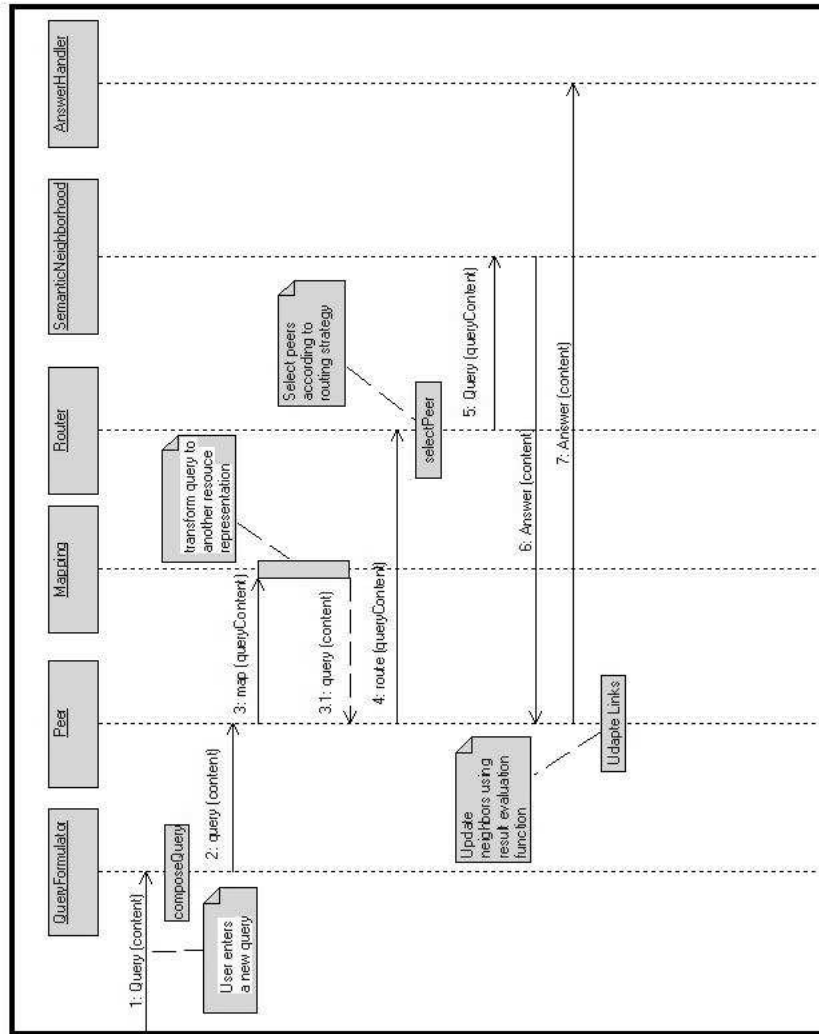 QueryFormulator
Peer
Mapping
Router
SemanticNeighborhood
AnswerHandler
1: Query (content)
User enters
a new query
composeQuery
2: query (content)
3: map (queryContent)
transform query to
another resouce
representation
3.1: query (content)
4: route (queryContent)
Select peers
according to
routing strategy
selectPeer
5: Query (queryContent)
6: Answer (content)
7: Answer (content)
Update
neighbors using
result evaluation
function
Udapte Links